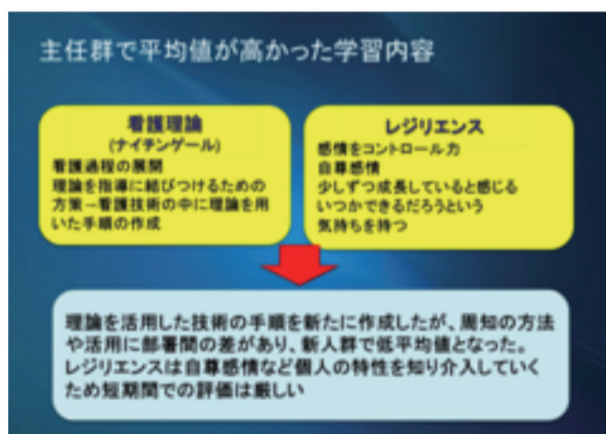 主任群で平均値が高かった学習内容
看護理論
(ナイチンゲール)
看護過程の展開
理論を指導に結びつけるための
方策→看護技術の中に理論を用
いた手順の作成
レジリエンス
感情をコントロール力
自尊感情
少しずつ成長していると感じる
いつかできるだろうという
気持ちを持つ
理論を活用した技術の手順を新たに作成したが、周知の方法
や活用に部署間の差があり、新人群で低平均値となった。
レジリエンスは自尊感情など個人の特性を知り介入していく
ため短期間での評価は厳しい